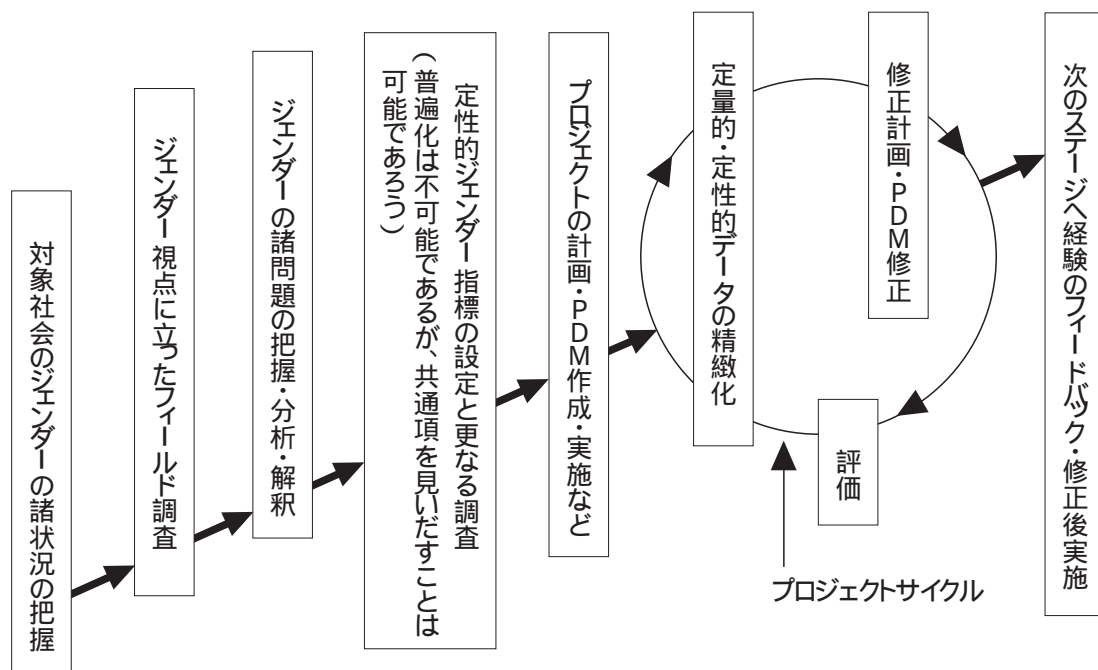 対象社会のジェンダーの諸状況の把握
ジェンダー視点に立ったフィールド調査
ジェンダーの諸問題の把握・分析・解釈
定性的ジェンダー指標の設定と更なる調査
(普遍化は不可能であるが、共通項を見いだすことは
可能であろう)
プロジェクトの計画・PDM作成・実施など
定量的・定性的データの精緻化
修正計画・PDM修正
評価
プロジェクトサイクル
次のステージへ経験のフィードバック・修正後実施